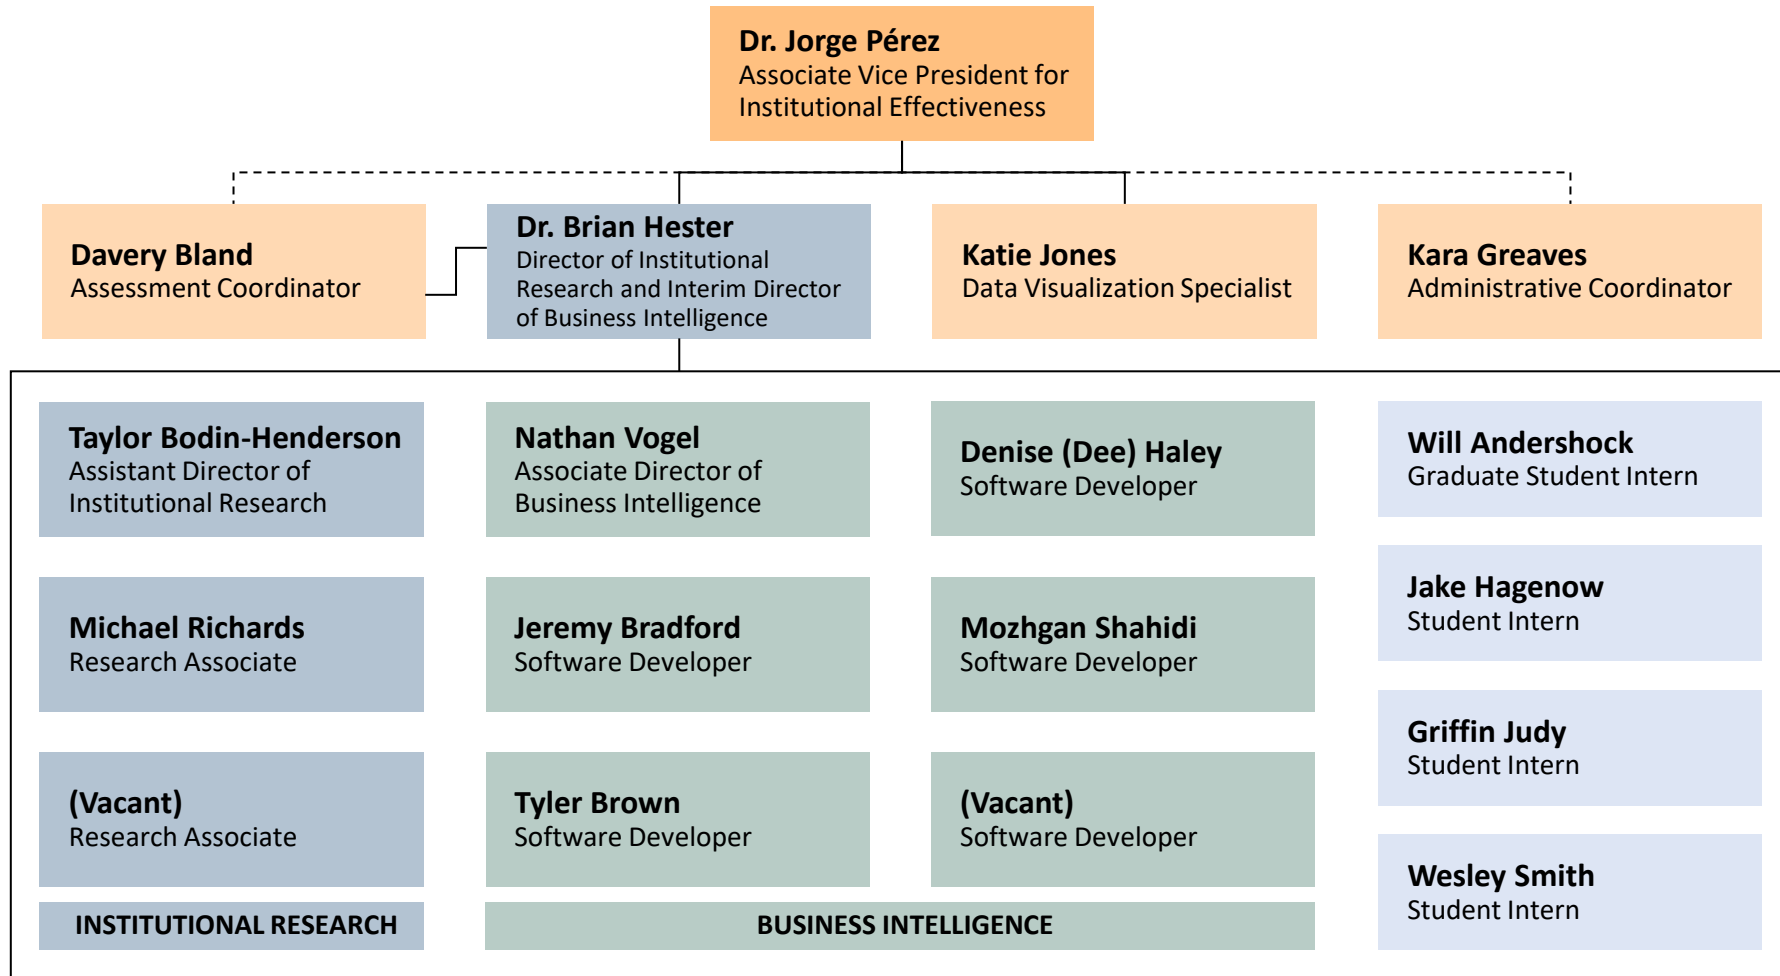 Dr. Jorge Pérez
Associate Vice President for
Institutional Effectiveness
Davery Bland
Assessment Coordinator
Dr. Brian Hester
Director of Institutional
Research and Interim Director
of Business Intelligence
Katie Jones
Data Visualization Specialist
Kara Greaves
Administrative Coordinator
Taylor Bodin-Henderson
Assistant Director of
Institutional Research
Nathan Vogel
Associate Director of
Business Intelligence
Denise (Dee) Haley
Software Developer
Will Andershock
Graduate Student Intern
Michael Richards
Research Associate
Jeremy Bradford
Software Developer
Mozhgan Shahidi
Software Developer
Jake Hagenow
Student Intern
Griffin Judy
Student Intern
(Vacant)
Research Associate
Tyler Brown
Software Developer
(Vacant)
Software Developer
Wesley Smith
Student Intern
INSTITUTIONAL RESEARCH
BUSINESS INTELLIGENCE